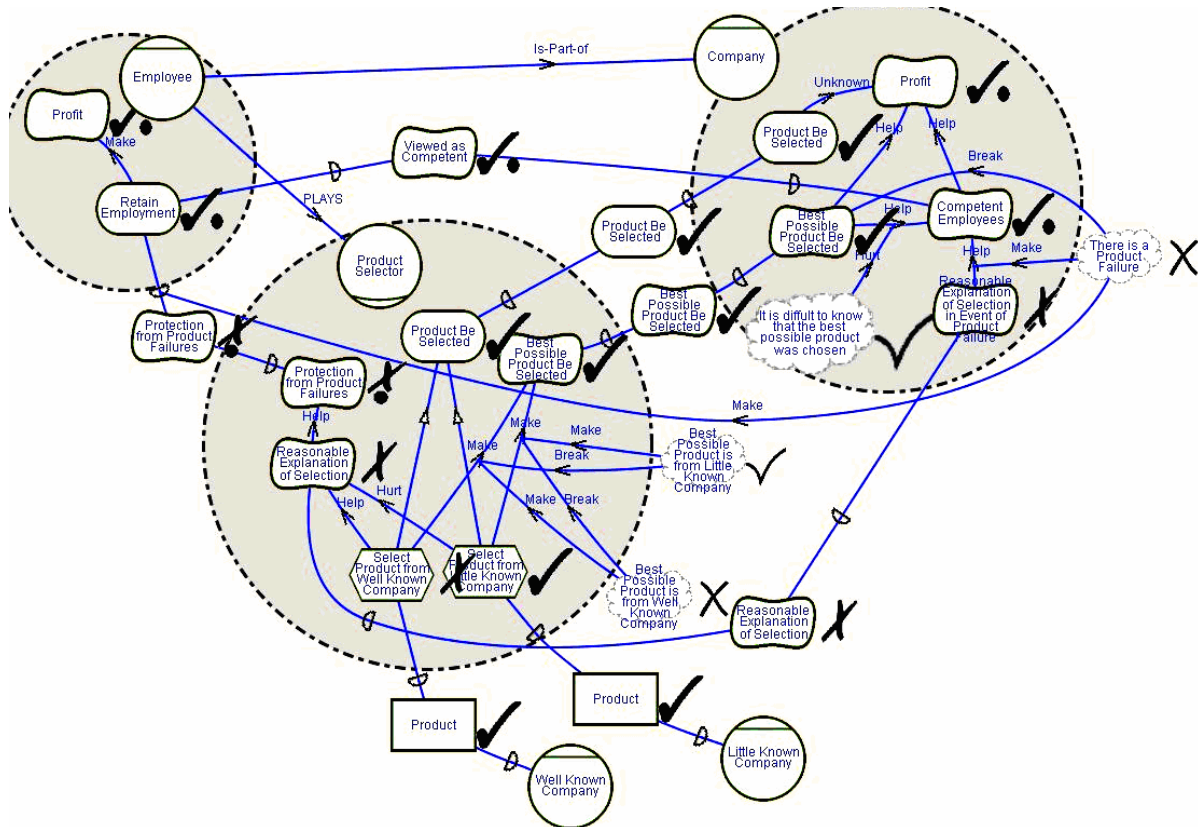 Is-Part-of
Employee
Company
Profit
Unknown
Profit
Make
Help
Help
Product Be
Selected
Viewed as
Competent
Break
Retain
Employment
PLAYS
Competent
Employees
Product Be
Selected
Best
Possible
Product Be
Selected
Help
Make
There is a
Product
Failure
Help
Hurt
Product
Selector
Reasonable
Explanation
of Selection
in Event of
Product
Failure
Best
Possible
Product Be
Selected
It is diffult to know
that the best
possible product
was chosen
Protection
from Product
Failures
Product Be
Selected
Best
Possible
Product Be
Selected
Protection
from Product
Failures
Help
Make
Make
Make
Make
Break
Best
Possible
Product is
from Little
Known
Company
Reasonable
Explanation
of Selection
Hurt
Help
Make
Break
Select
Product from
Well Known
Company
Select
Product from
Little Known
Company
Best
Possible
Product is
from Well
Known
Company
Reasonable
Explanation
of Selection
Product
Product
Well Known
Company
Little Known
Company